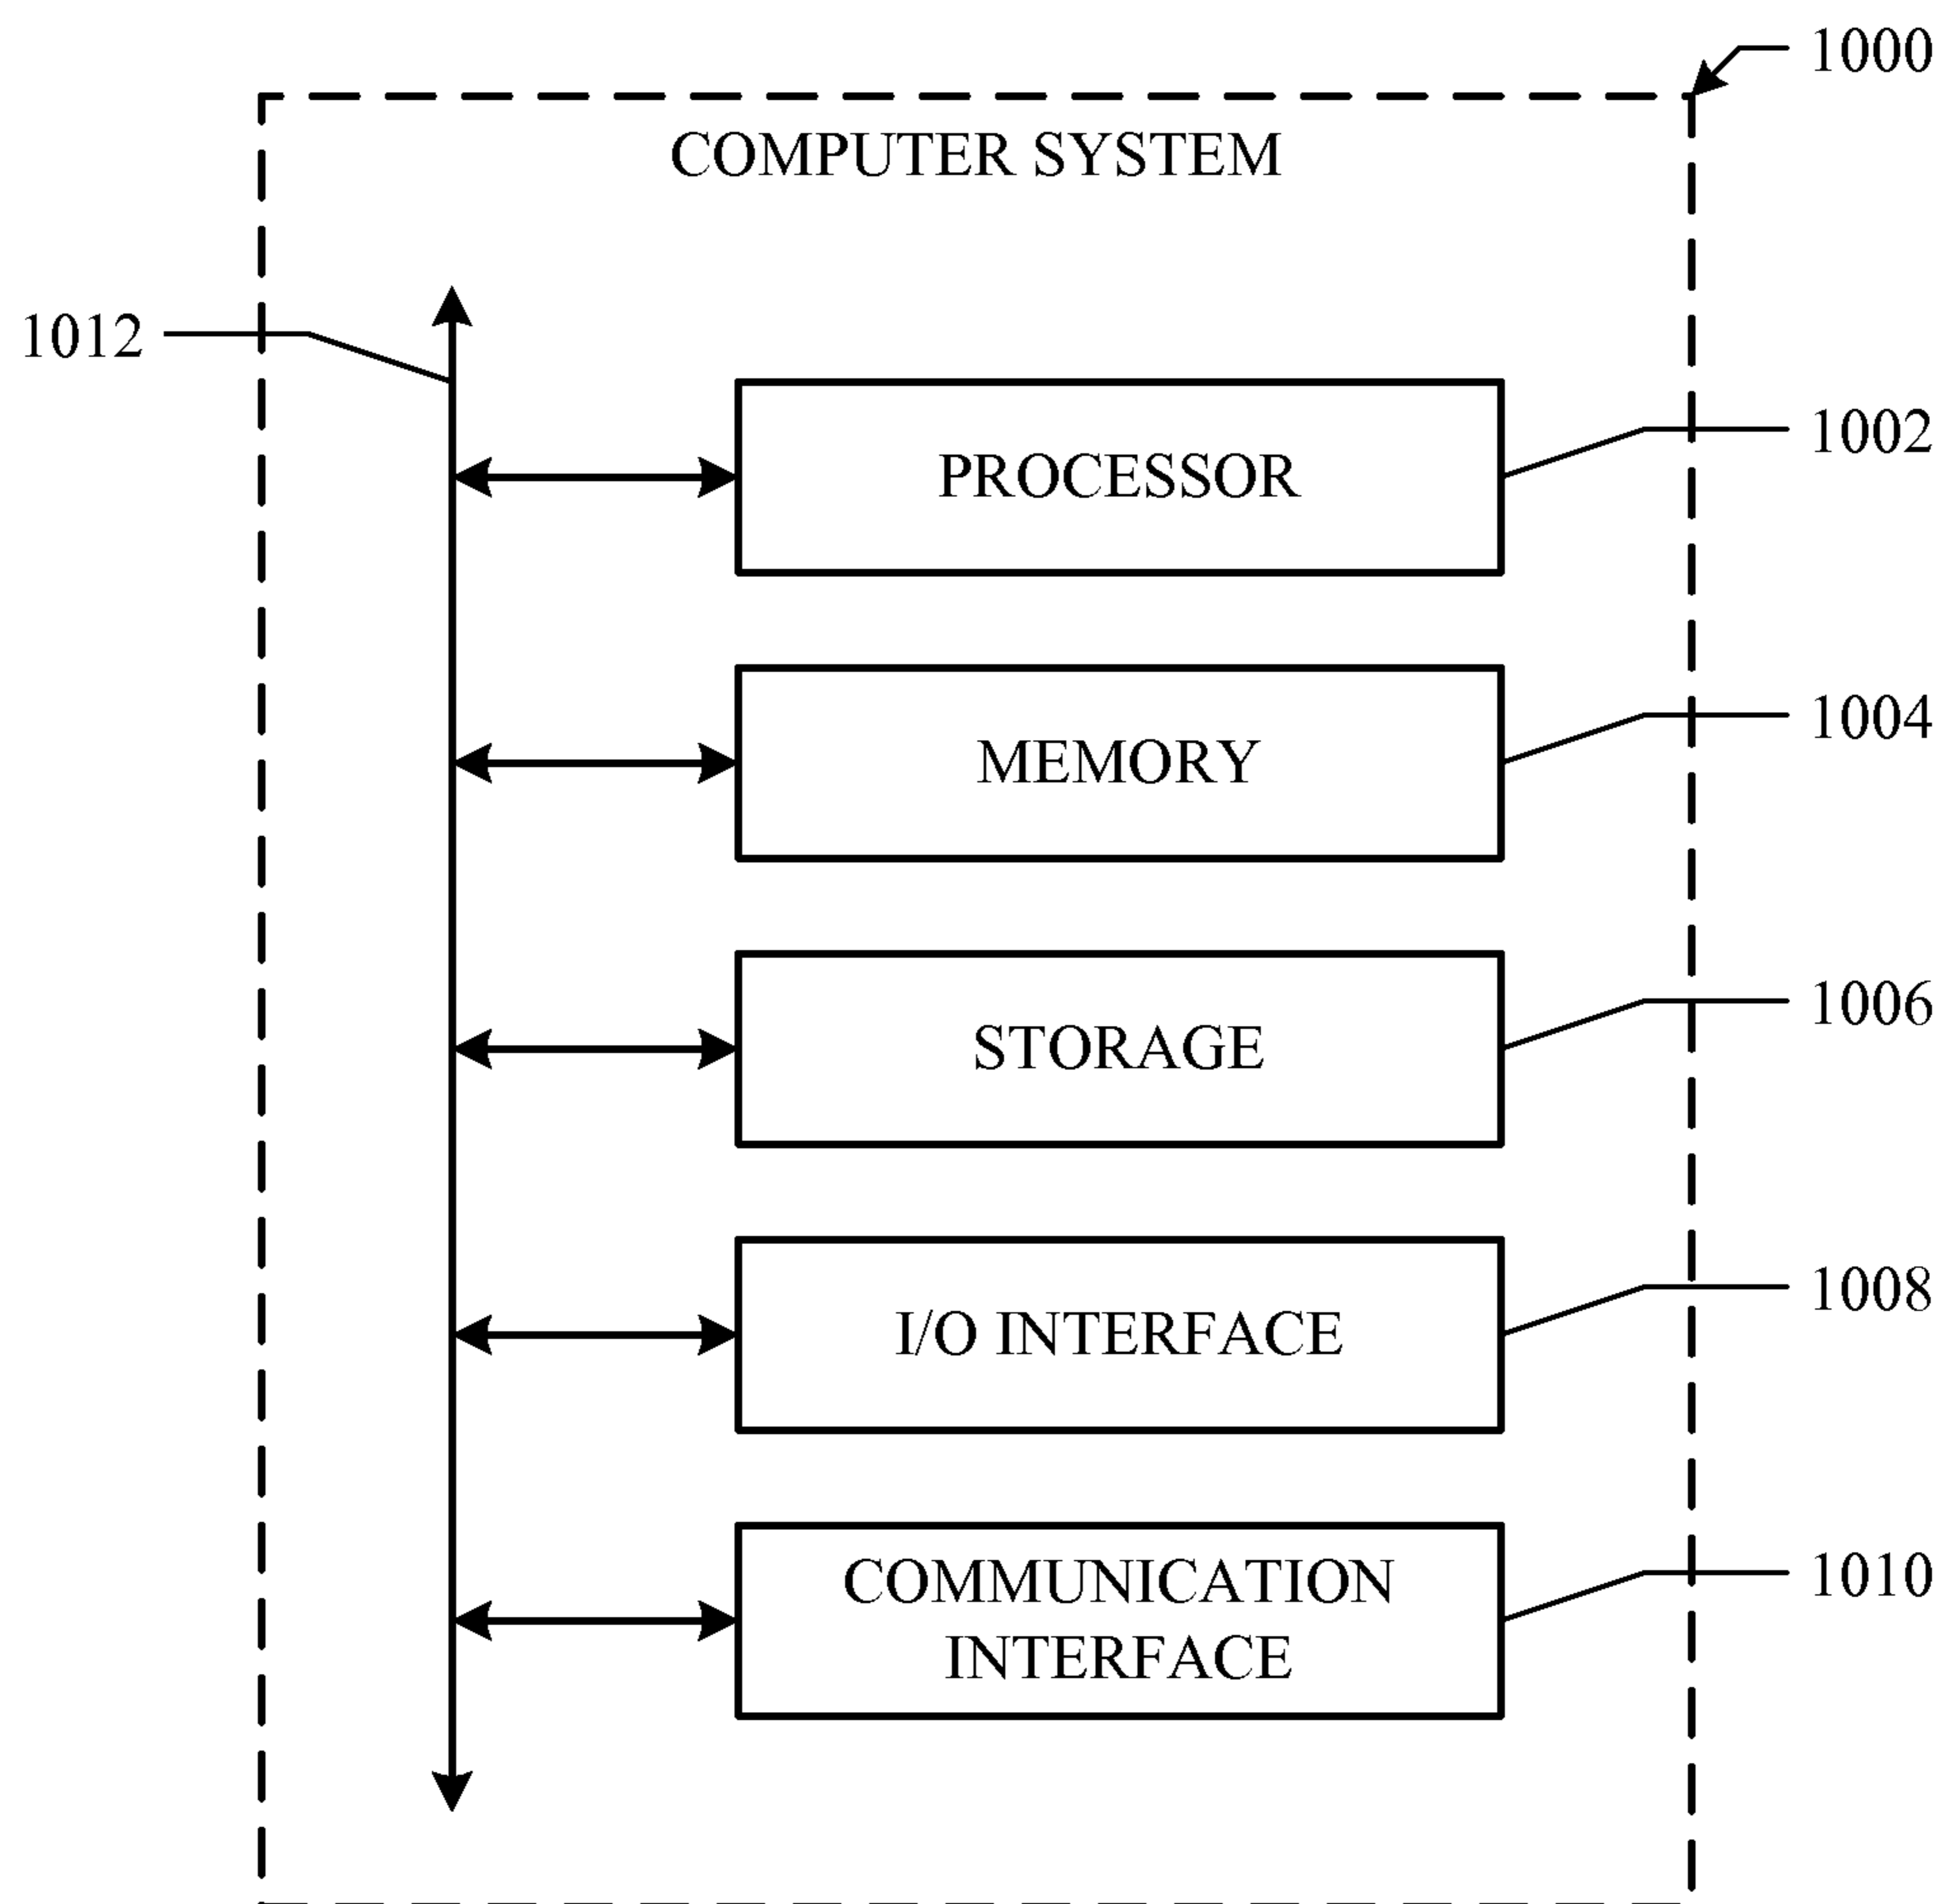 1000
COMPUTER SYSTEM
1012
1002
PROCESSOR
1004
MEMORY
1006
STORAGE
1008
I/O INTERFACE
1010
COMMUNICATION
INTERFACE